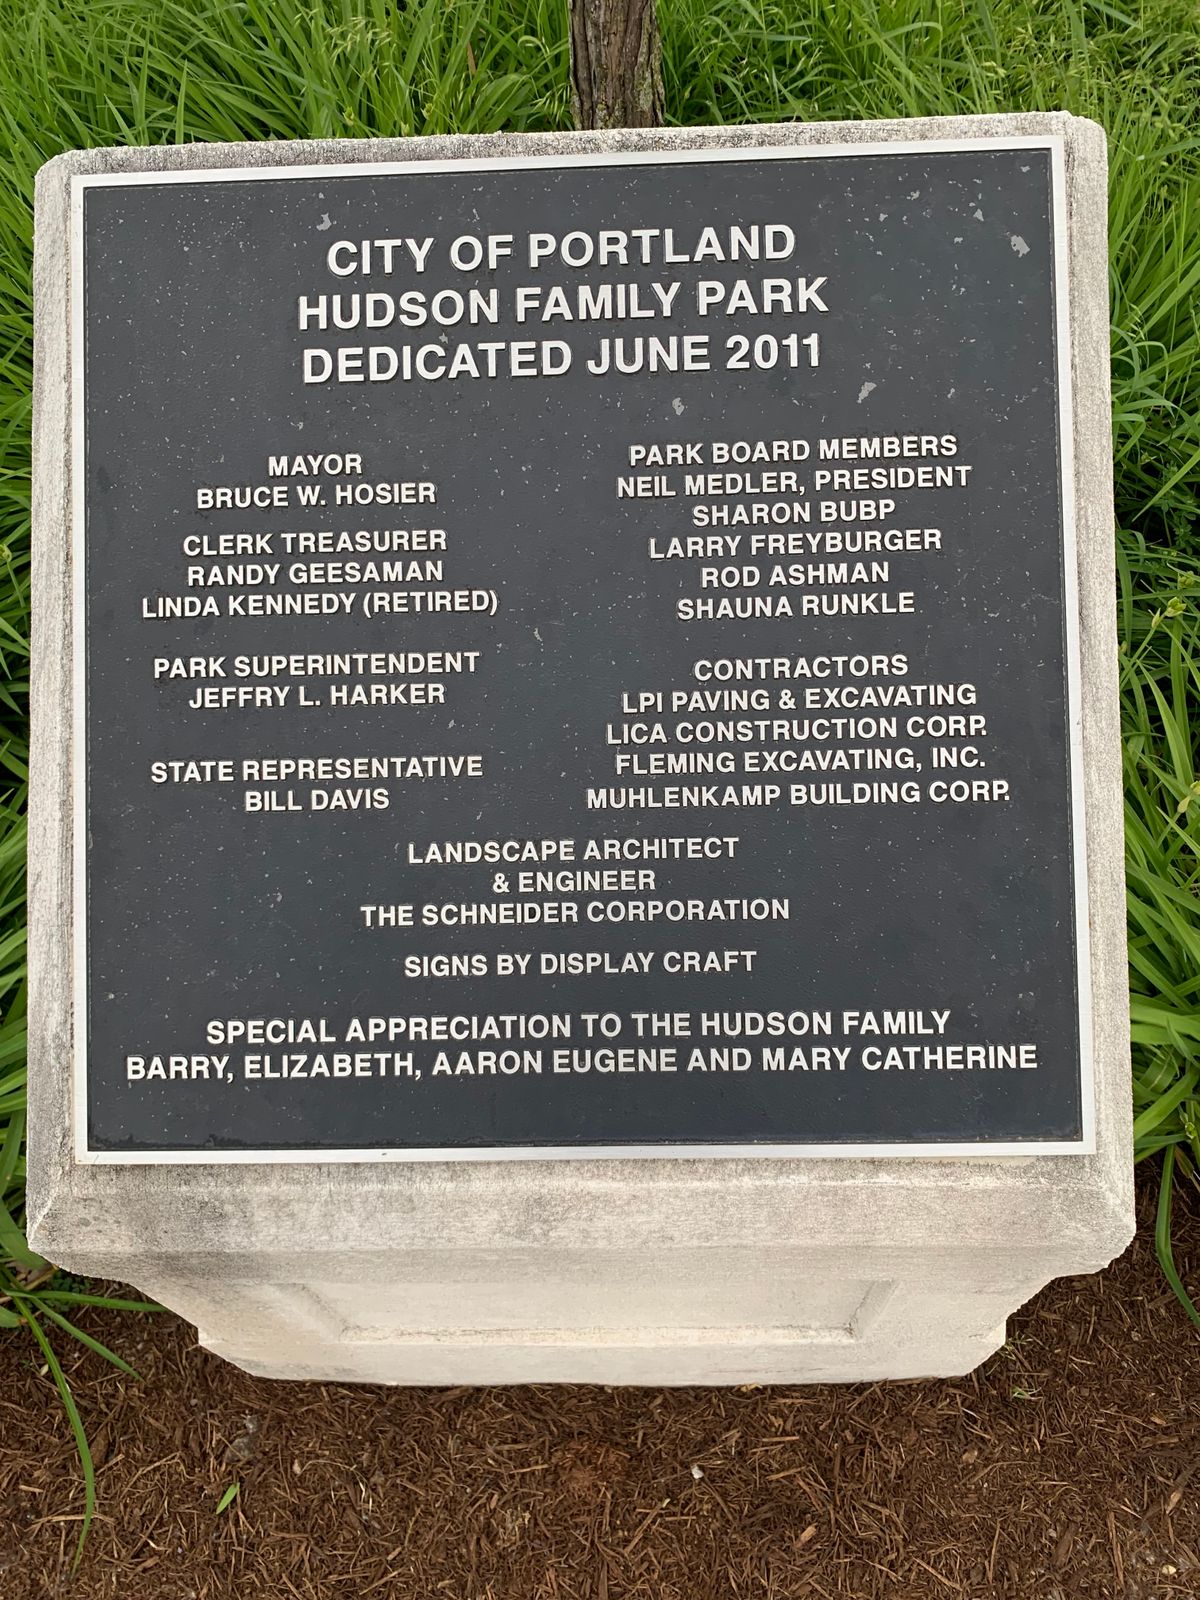 CITY OF PORTLAND
HUDSON FAMILY PARK
DEDICATED JUNE 2011
MAYOR
BRUCE W. HOSIER
CLERK TREASURER
RANDY GEESAMAN
LINDA KENNEDY (RETIRED)
PARK SUPERINTENDENT
JEFFRY L. HARKER
STATE REPRESENTATIVE
BILL DAVIS
PARK BOARD MEMBERS
NEIL MEDLER, PRESIDENT
SHARON BUBP
LARRY FREYBURGER
ROD ASHMAN
SHAUNA RUNKLE
CONTRACTORS
LPI PAVING & EXCAVATING
LICA CONSTRUCTION CORP.
FLEMING EXCAVATING, INC.
MUHLENKAMP BUILDING CORP.
LANDSCAPE ARCHITECT
& ENGINEER
THE SCHNEIDER CORPORATION
SIGNS BY DISPLAY CRAFT
SPECIAL APPRECIATION TO THE HUDSON FAMILY
BARRY, ELIZABETH, AARON EUGENE AND MARY CATHERINE